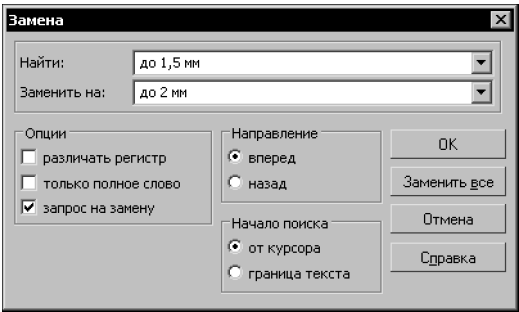 Замена
Найти: до 1,5 мм
Заменить на: до 2 мм
Опции
различать регистр
только полное слово
запрос на замену
Направление
вперед
назад
Начало поиска
от курсора
граница текста
OK
Заменить все
Отмена
Справка